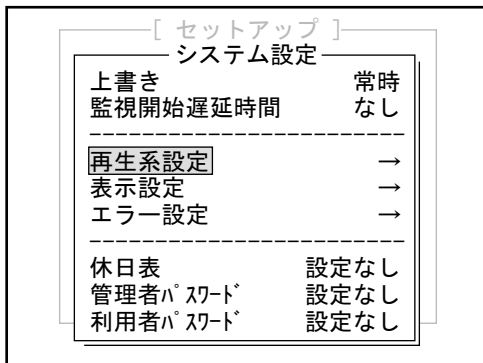 [ セットアップ ]
システム設定
上書き 常時
監視開始遅延時間 なし
------------------------
再生系設定 →
表示設定 →
エラー設定 →
------------------------
休日表 設定なし
管理者ﾊﾟｽﾜｰﾄﾞ 設定なし
利用者ﾊﾟｽﾜｰﾄﾞ 設定なし